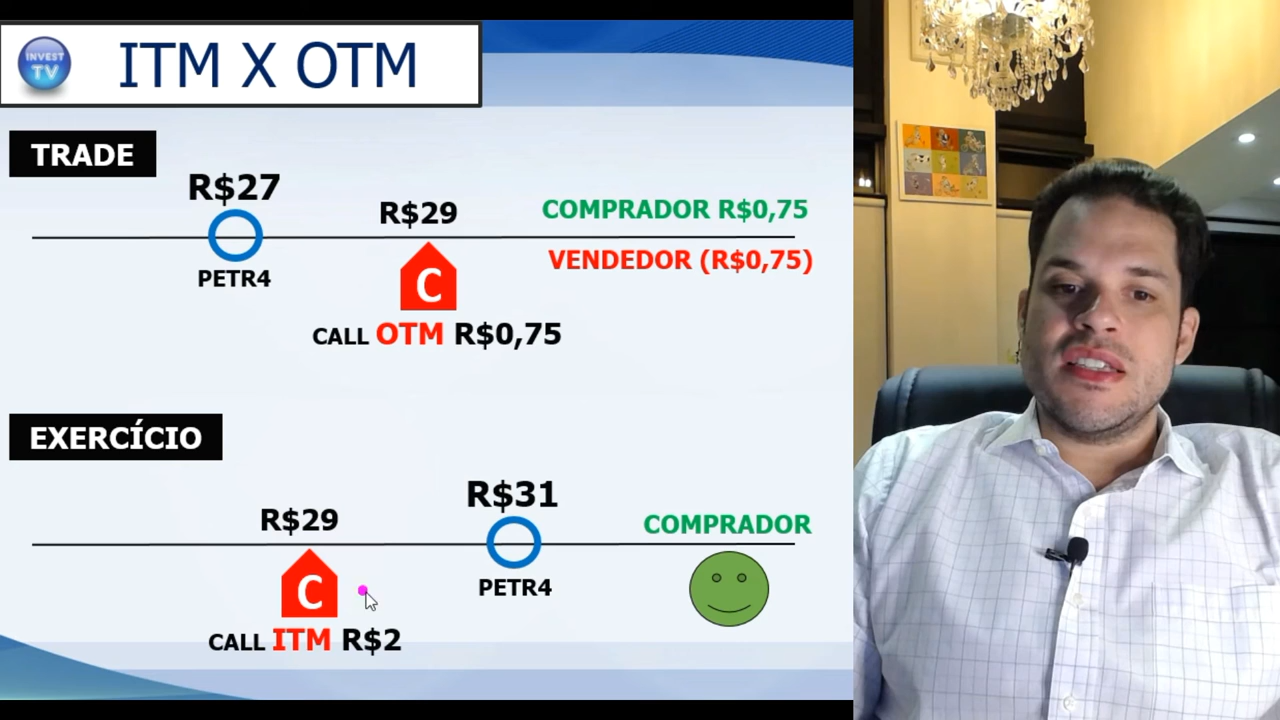 INVEST
TV
ITM X OTM
TRADE
R$27
R$29
COMPRADOR R$0,75
VENDEDOR (R$0,75)
PETR4
C
CALL OTM R$0,75
EXERCÍCIO
R$29
R$31
COMPRADOR
C
PETR4
CALL ITM R$2